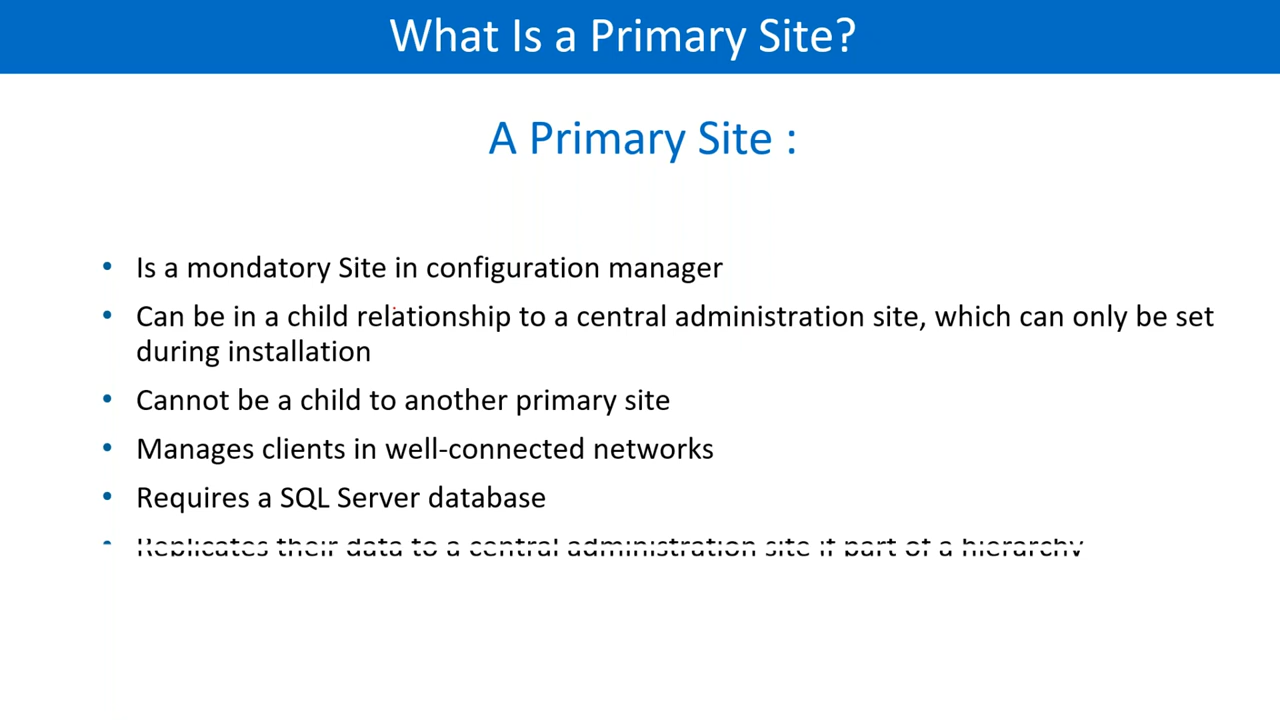 What Is a Primary Site?
A Primary Site :
• Is a mondatory Site in configuration manager
• Can be in a child relationship to a central administration site, which can only be set
during installation
• Cannot be a child to another primary site
• Manages clients in well-connected networks
• Requires a SQL Server database
• Replicates their data to a central administration site if part of a hierarchy